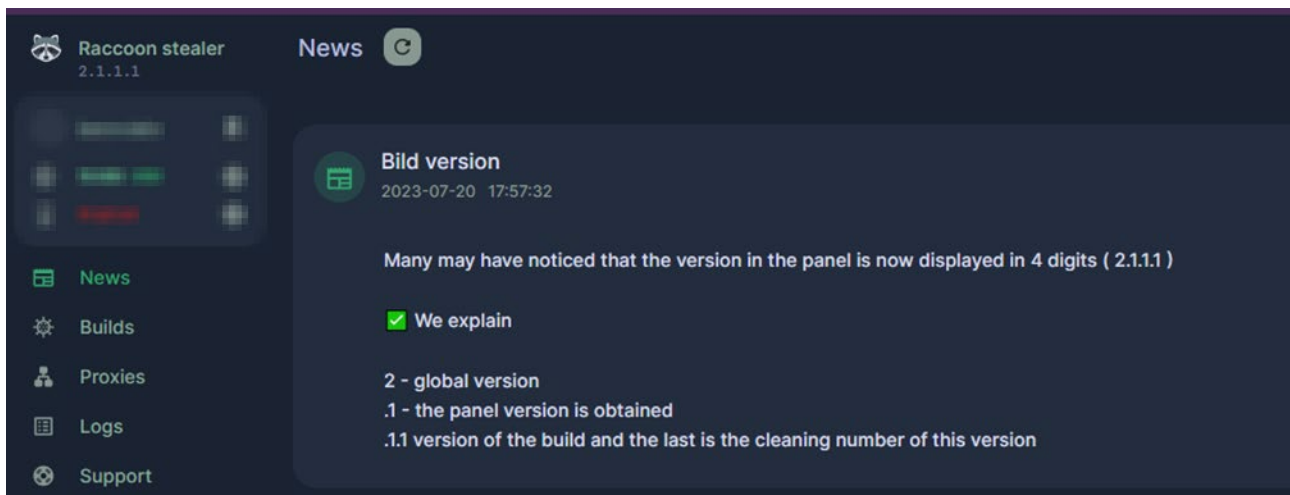 Raccoon stealer
2.1.1.1
News
Builds
Proxies
Logs
Support
News
Bild version
2023-07-20 17:57:32
Many may have noticed that the version in the panel is now displayed in 4 digits ( 2.1.1.1 )
✅ We explain
2 - global version
.1 - the panel version is obtained
.1.1 version of the build and the last is the cleaning number of this version